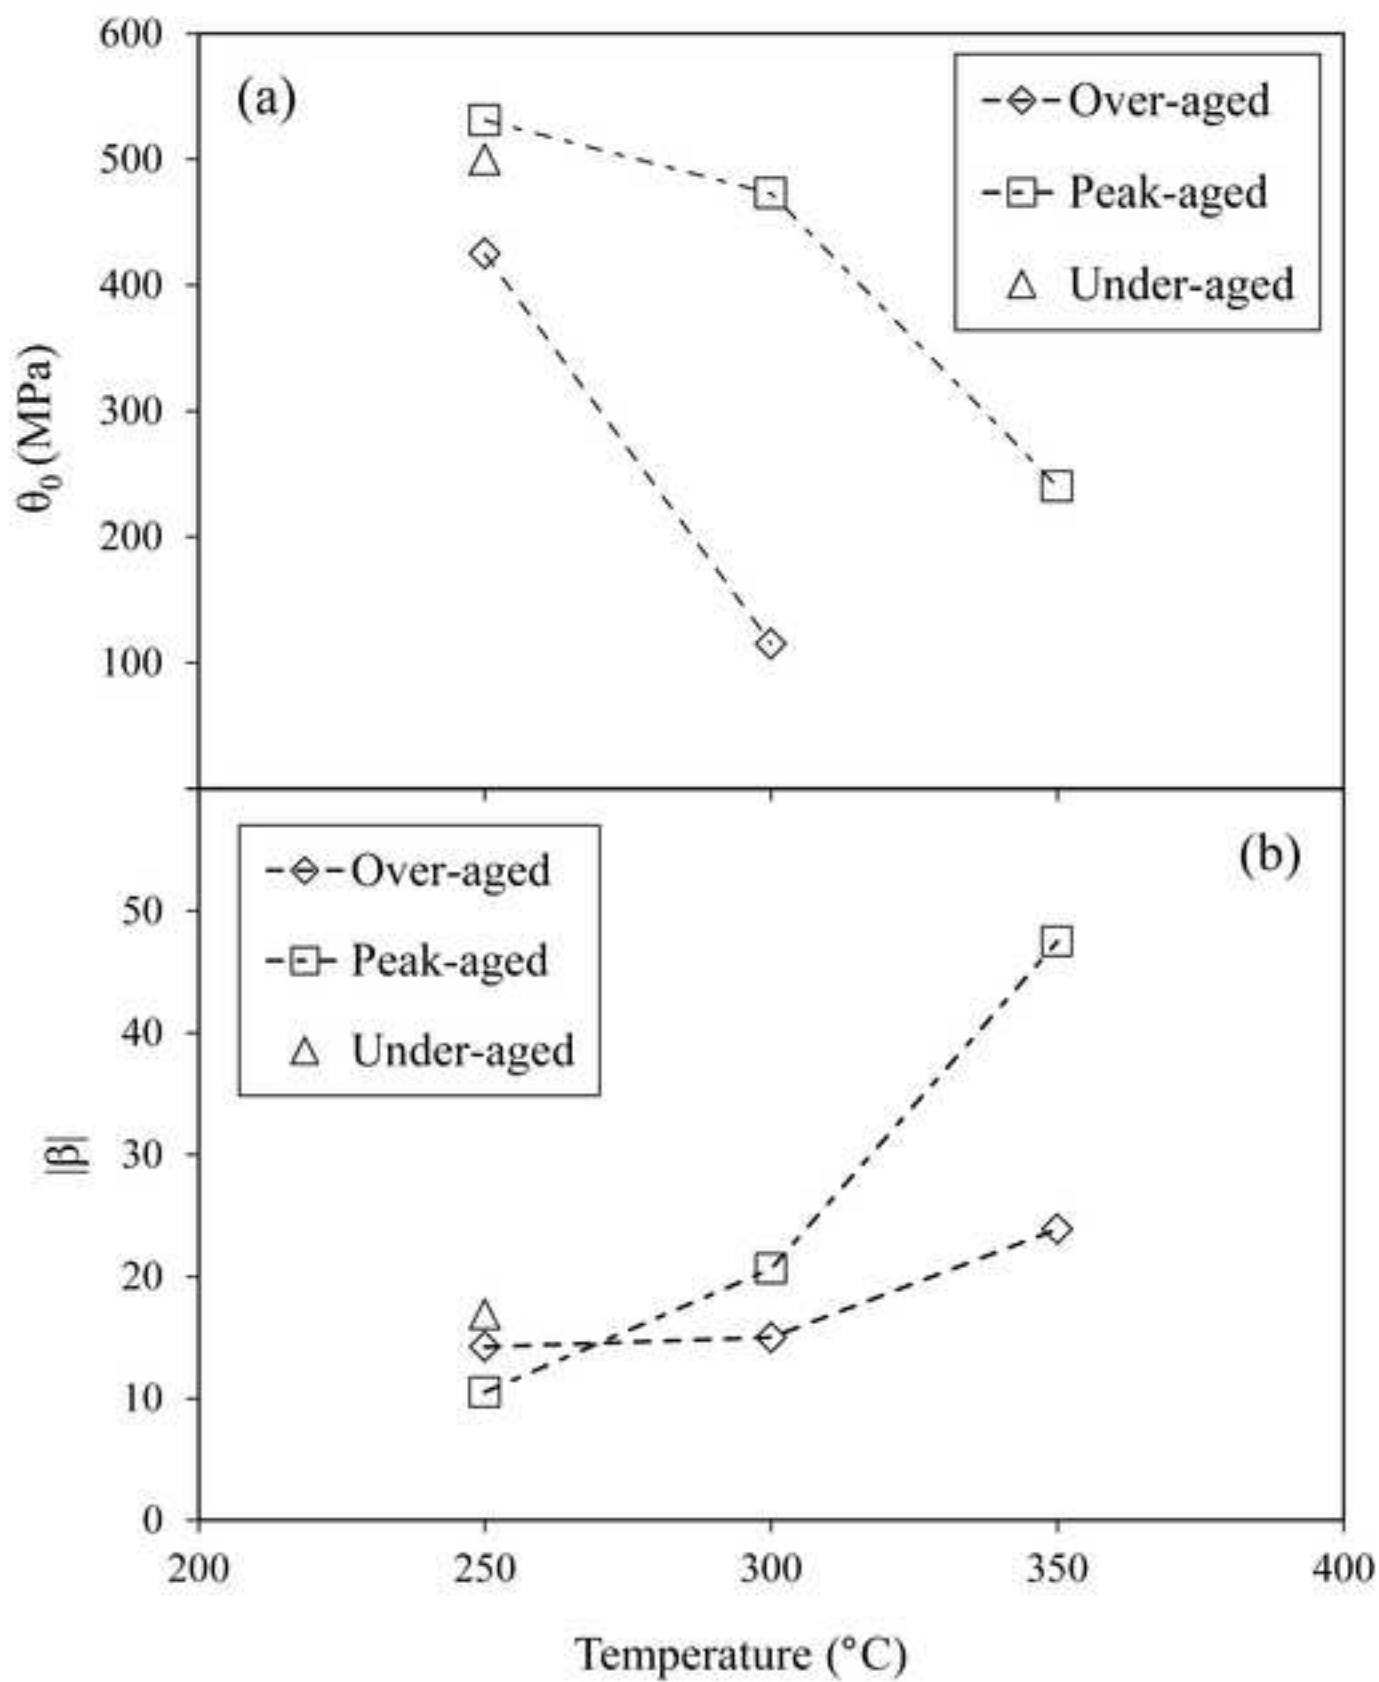 600
(a)
Over-aged
500
Peak-aged
400
Under-aged
300
θ0 (MPa)
200
100
Over-aged
(b)
50
Peak-aged
40
Under-aged
|β|
30
20
10
0
200 250 300 350 400
Temperature (°C)